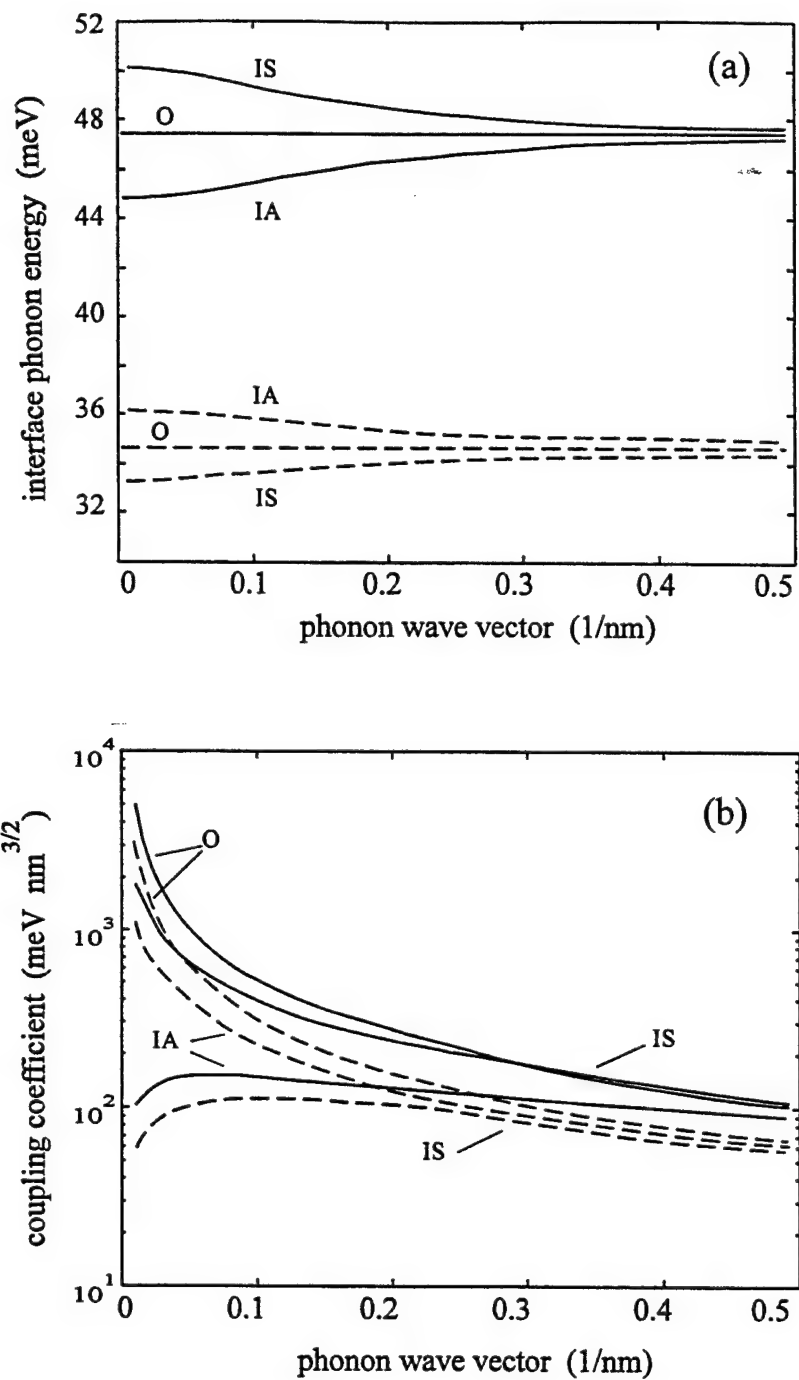 52
(a)
IS
O
48
IA
44
40
IA
36
O
IS
32
interface phonon energy (meV)
0 0.1 0.2 0.3 0.4 0.5
phonon wave vector (1/nm)
10^4
(b)
O
10^3
IA
IS
10^2
IS
10^1
coupling coefficient (meV nm^3/2)
0 0.1 0.2 0.3 0.4 0.5
phonon wave vector (1/nm)